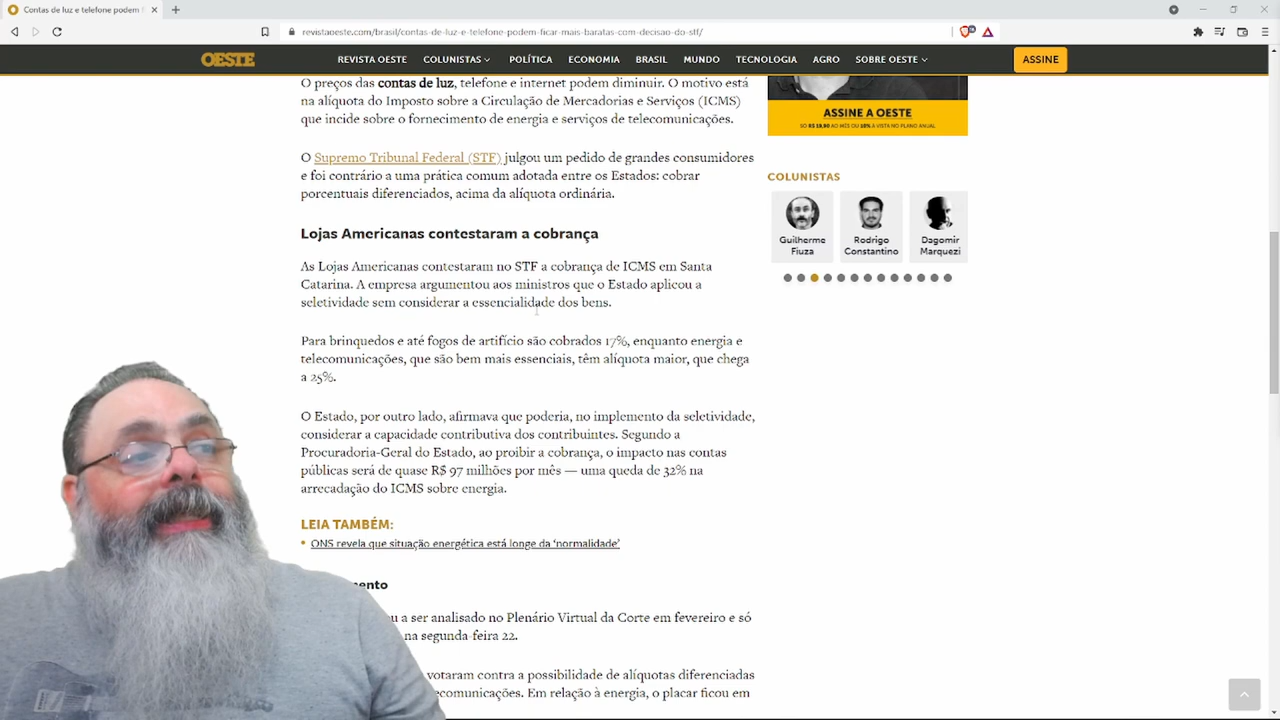 Contas de luz e telefone podem
revistaoeste.com/brasil/contas-de-luz-e-telefone-podem-ficar-mais-baratas-com-decisao-do-stf/
OESTE
REVISTA OESTE
COLUNISTAS
POLÍTICA
ECONOMIA
BRASIL
MUNDO
TECNOLOGIA
AGRO
SOBRE OESTE
ASSINE
O preços das contas de luz, telefone e internet podem diminuir. O motivo está
na alíquota do Imposto sobre a Circulação de Mercadorias e Serviços (ICMS)
que incide sobre o fornecimento de energia e serviços de telecomunicações.
O Supremo Tribunal Federal (STF) julgou um pedido de grandes consumidores
e foi contrário a uma prática comum adotada entre os Estados: cobrar
porcentuais diferenciados, acima da alíquota ordinária.
Lojas Americanas contestaram a cobrança
As Lojas Americanas contestaram no STF a cobrança de ICMS em Santa
Catarina. A empresa argumentou aos ministros que o Estado aplicou a
seletividade sem considerar a essencialidade dos bens.
Para brinquedos e até fogos de artifício são cobrados 17%, enquanto energia e
telecomunicações, que são bem mais essenciais, têm alíquota maior, que chega
a 25%.
O Estado, por outro lado, afirmava que poderia, no implemento da seletividade,
considerar a capacidade contributiva dos contribuintes. Segundo a
Procuradoria-Geral do Estado, ao proibir a cobrança, o impacto nas contas
públicas será de quase R$ 97 milhões por mês — uma queda de 32% na
arrecadação do ICMS sobre energia.
LEIA TAMBÉM:
• ONS revela que situação energética está longe da ‘normalidade’
ento
u a ser analisado no Plenário Virtual da Corte em fevereiro e só
na segunda-feira 22.
votaram contra a possibilidade de alíquotas diferenciadas
ecomunicações. Em relação à energia, o placar ficou em
ASSINE A OESTE
SÓ R$ 19,90 AO MÊS OU 10% À VISTA NO PLANO ANUAL
COLUNISTAS
Guilherme
Fiuza
Rodrigo
Constantino
Dagomir
Marquezi